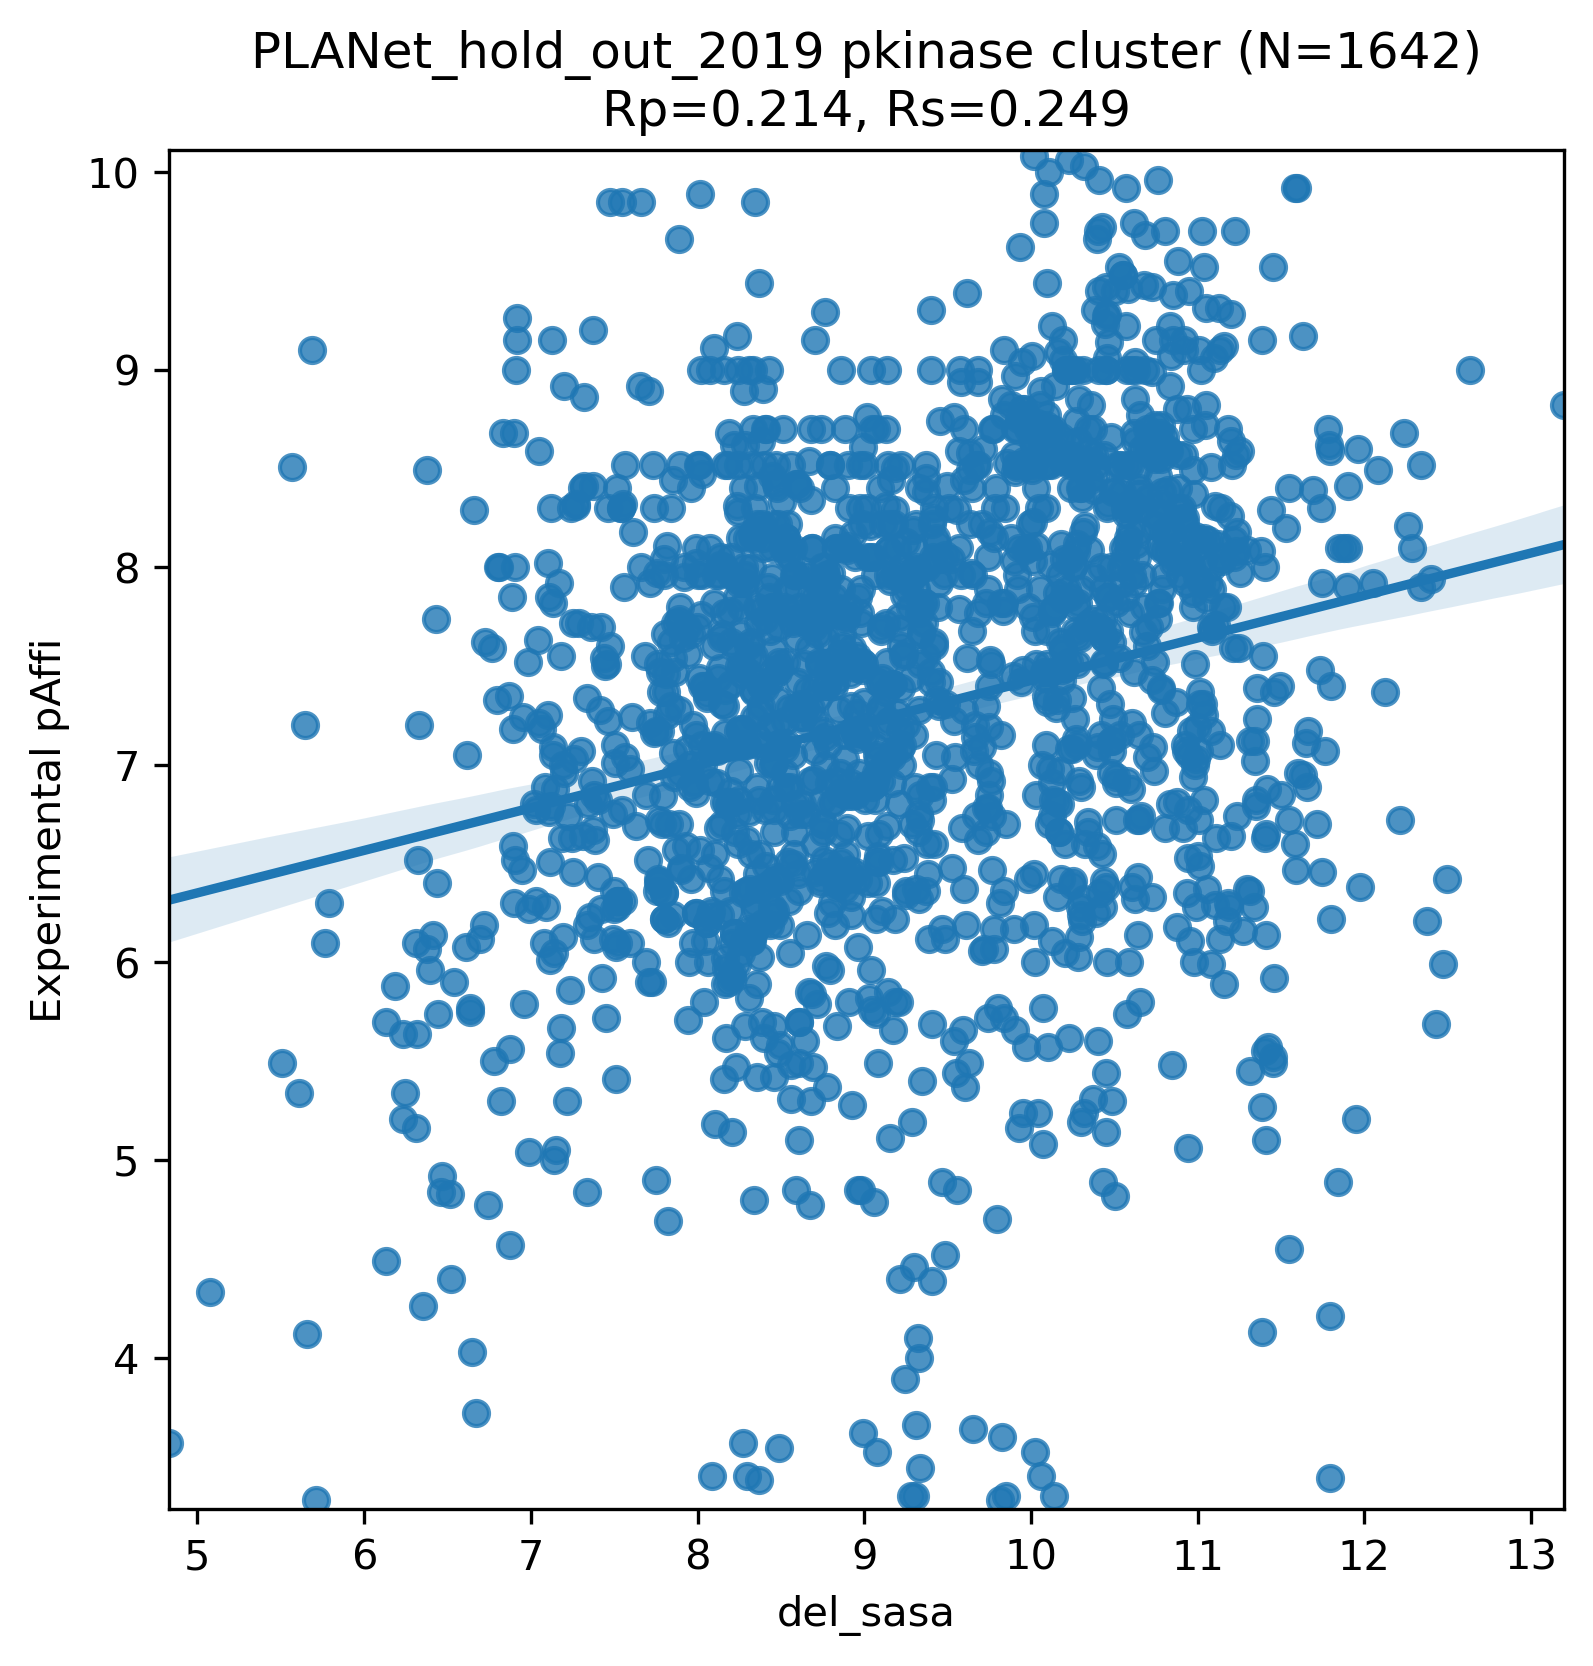 PLANet_hold_out_2019 pkinase cluster (N=1642)
Rp=0.214, Rs=0.249
10
9
8
7
6
5
4
Experimental pAffi
5 6 7 8 9 10 11 12 13
del_sasa